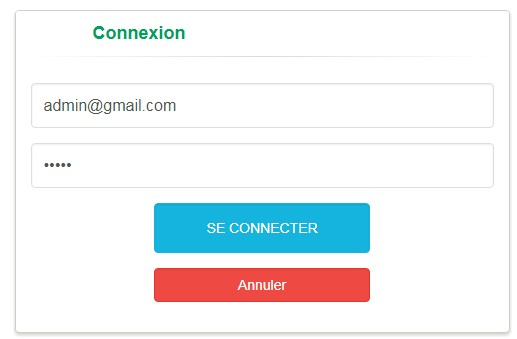 Connexion
admin@gmail.com
•••••
SE CONNECTER
Annuler